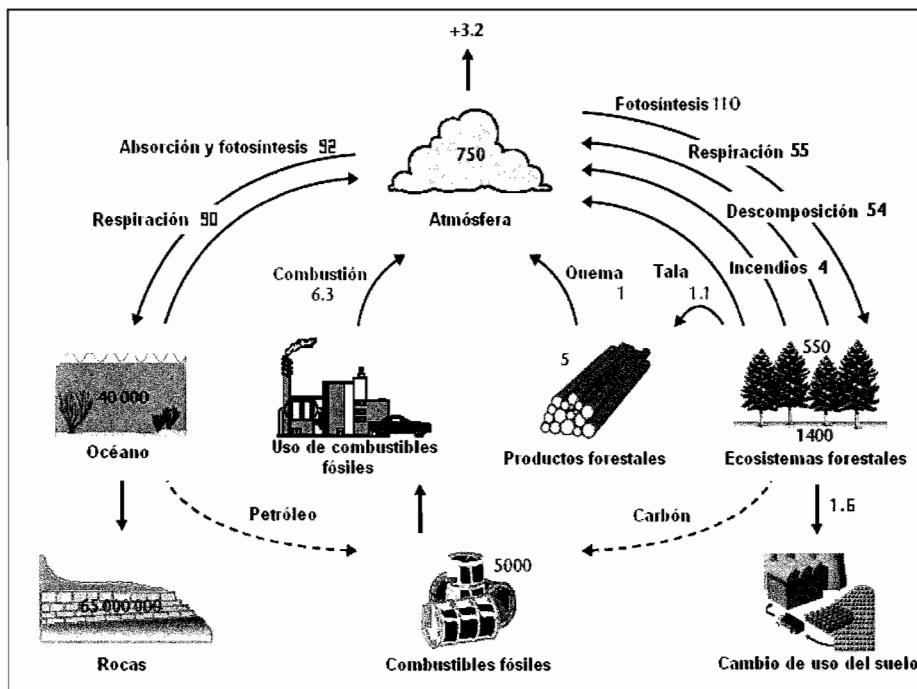 +3.2
Fotosíntesis 110
Absorción y fotosíntesis 92
750
Respiración 55
Respiración 90
Atmósfera
Descomposición 54
Combustión
6.3
Quema
1
Tala
1.1
Incendios 4
40 000
5
550
1400
Océano
Uso de combustibles
fósiles
Productos forestales
Ecosistemas forestales
Petróleo
Carbón
1.6
65 000 000
5000
Rocas
Combustibles fósiles
Cambio de uso del suelo